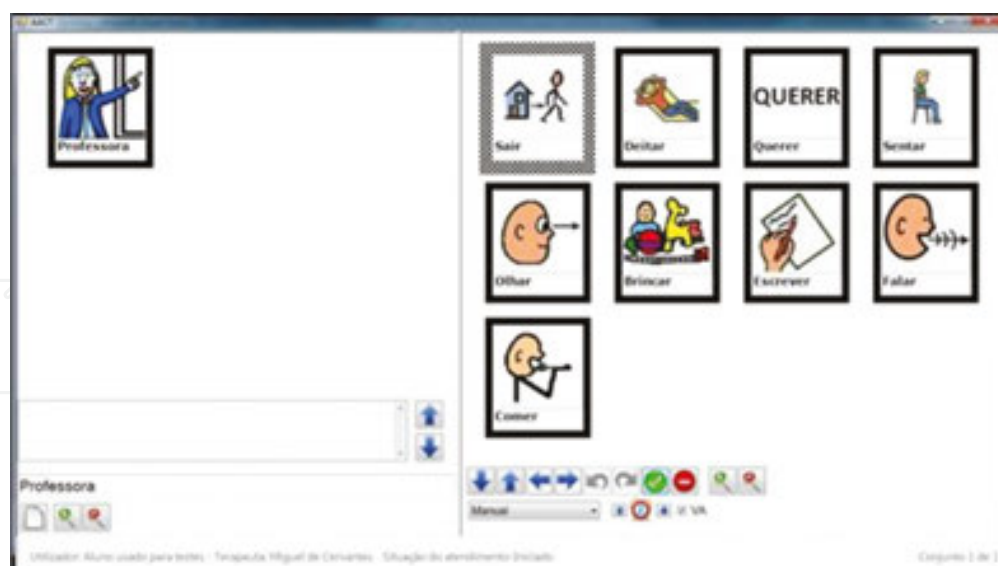 AACT
Professora
Sair
Deitar
QUERER
Querer
Sentar
Olhar
Brincar
Escrever
Falar
Comer
Professora
Manual
VA
Utilizador: Aluno usado para testes - Terapeuta: Miguel de Cervantes - Situação do atendimento: Iniciado
Conjunto 1 de 1